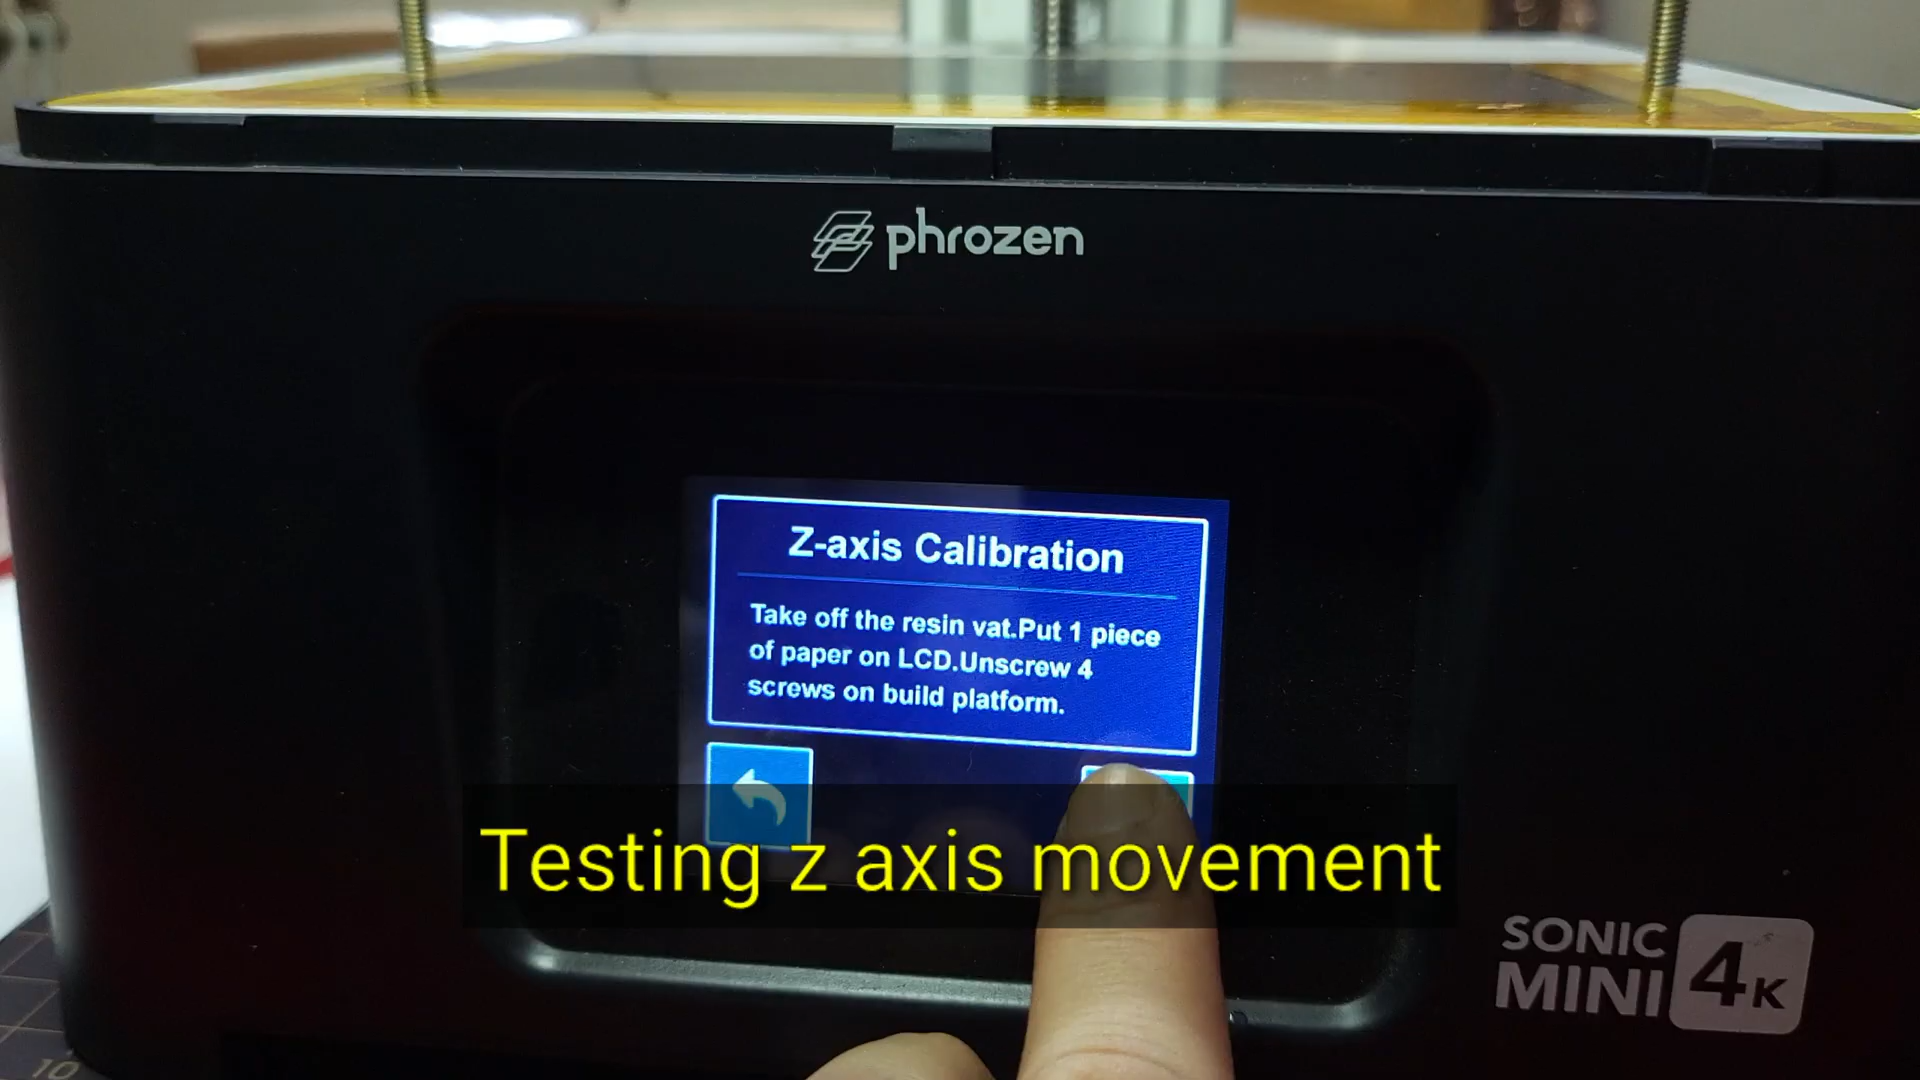 phrozen
Z-axis Calibration
Take off the resin vat.Put 1 piece
of paper on LCD.Unscrew 4
screws on build platform.
Testing z axis movement
SONIC
MINI 4K
10